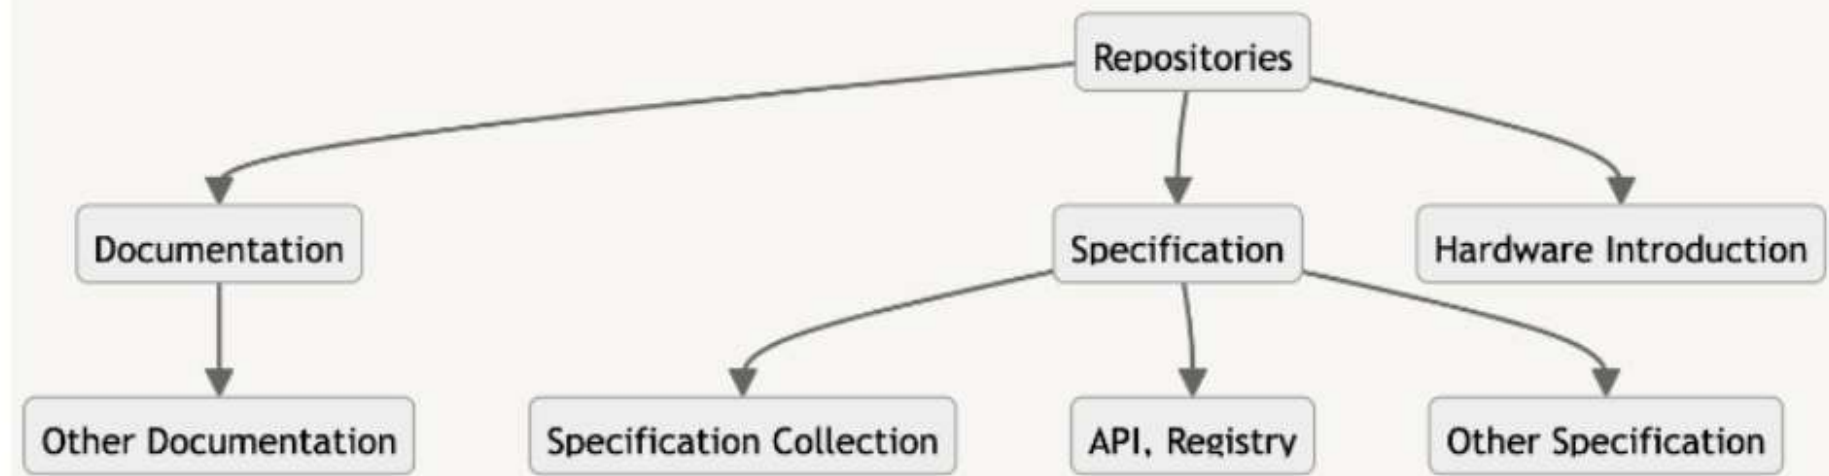 Repositories
Documentation
Specification
Hardware Introduction
Other Documentation
Specification Collection
API, Registry
Other Specification